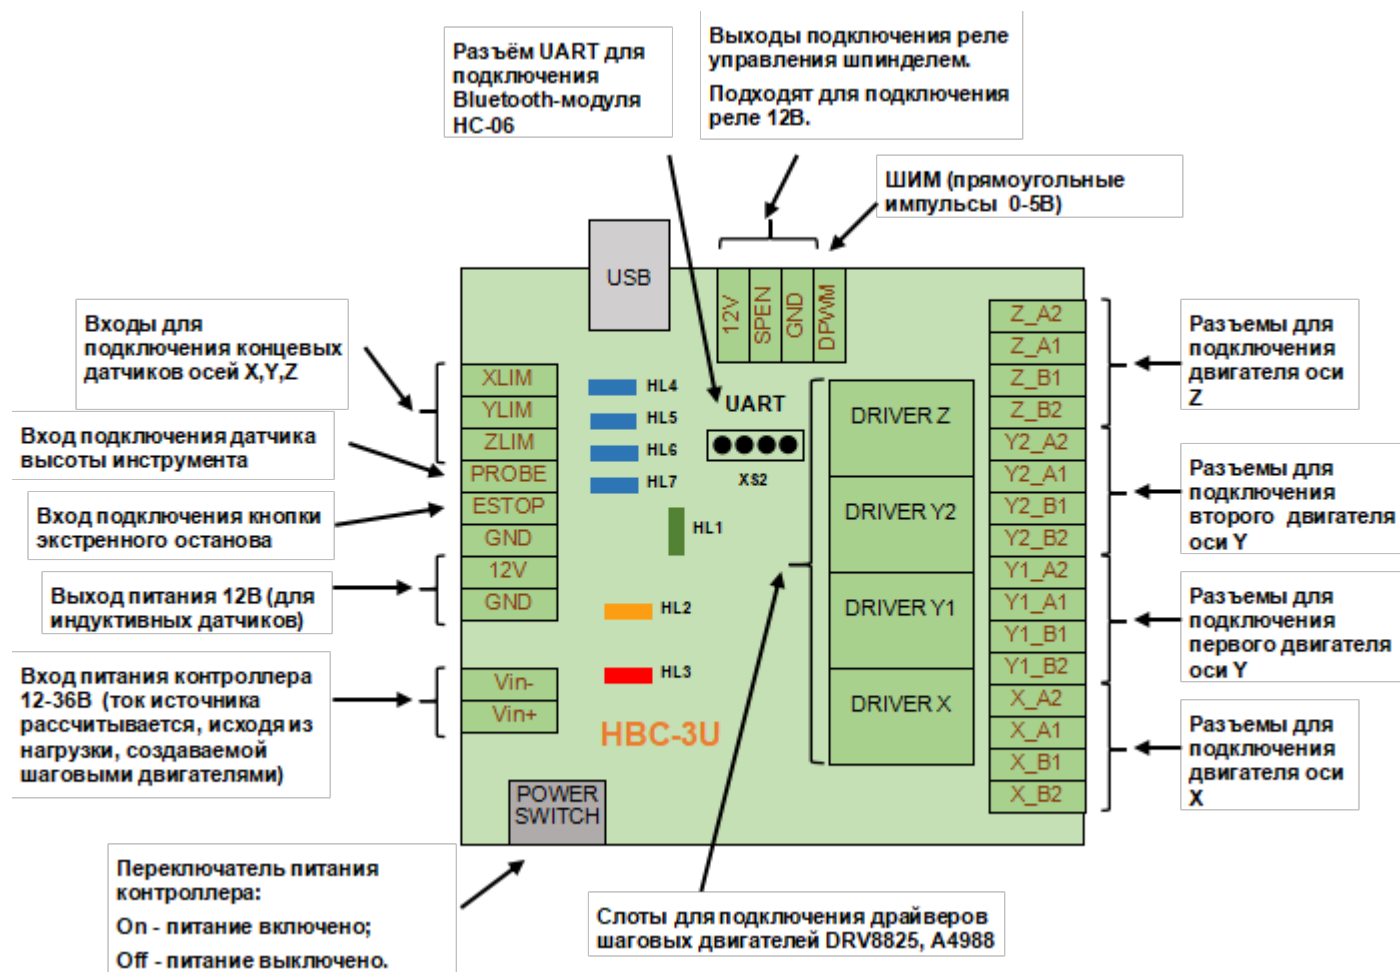 Разъём UART для
подключения
Bluetooth-модуля
HC-06
Выходы подключения реле
управления шпинделем.
Подходят для подключения
реле 12В.
ШИМ (прямоугольные
импульсы 0-5В)
USB
12V
SPEN
GND
DPWM
Входы для
подключения концевых
датчиков осей X,Y,Z
Вход подключения датчика
высоты инструмента
Вход подключения кнопки
экстренного останова
Выход питания 12В (для
индуктивных датчиков)
Вход питания контроллера
12-36В (ток источника
рассчитывается, исходя из
нагрузки, создаваемой
шаговыми двигателями)
XLIM
YLIM
ZLIM
PROBE
ESTOP
GND
12V
GND
Vin-
Vin+
HL4
HL5
HL6
HL7
HL1
HL2
HL3
UART
XS2
HBC-3U
POWER
SWITCH
DRIVER Z
DRIVER Y2
DRIVER Y1
DRIVER X
Z_A2
Z_A1
Z_B1
Z_B2
Y2_A2
Y2_A1
Y2_B1
Y2_B2
Y1_A2
Y1_A1
Y1_B1
Y1_B2
X_A2
X_A1
X_B1
X_B2
Разъемы для
подключения
двигателя оси
Z
Разъемы для
подключения
второго двигателя
оси Y
Разъемы для
подключения
первого двигателя
оси Y
Разъемы для
подключения
двигателя оси
X
Переключатель питания
контроллера:
On - питание включено;
Off - питание выключено.
Слоты для подключения драйверов
шаговых двигателей DRV8825, A4988